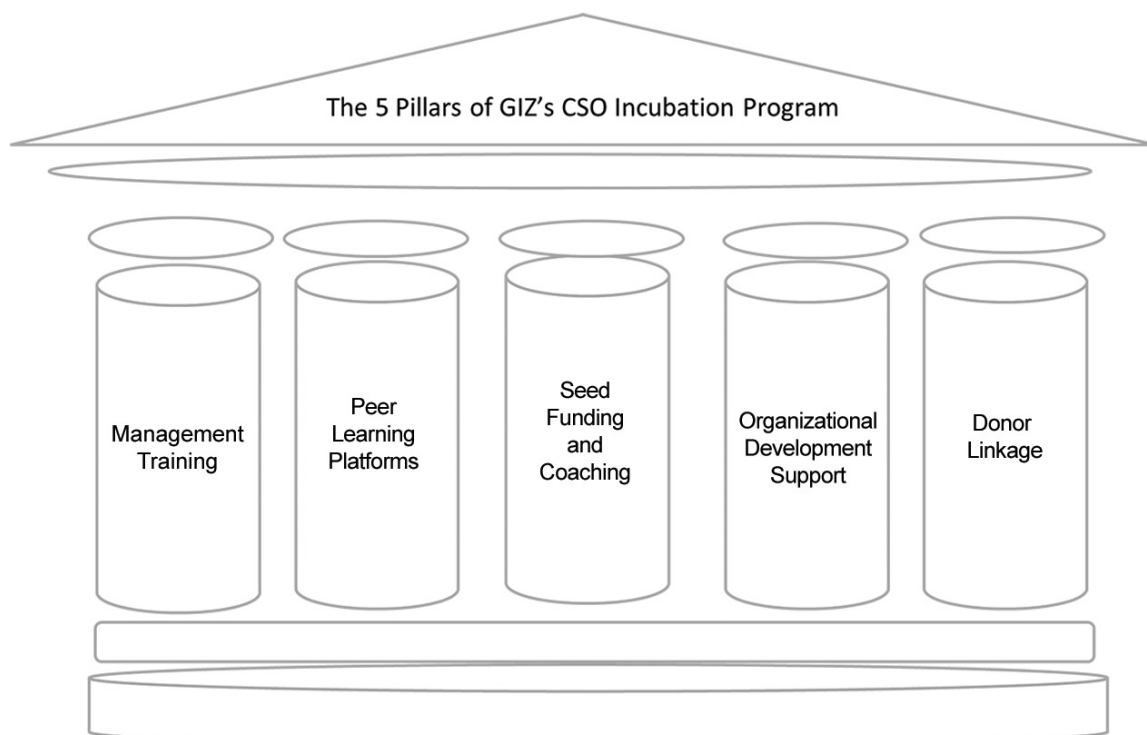 The 5 Pillars of GIZ’s CSO Incubation Program
Management
Training
Peer
Learning
Platforms
Seed
Funding
and
Coaching
Organizational
Development
Support
Donor
Linkage